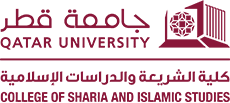 جامعة قطر
QATAR UNIVERSITY
كلية الشريعة والدراسات الإسلامية
COLLEGE OF SHARIA AND ISLAMIC STUDIES